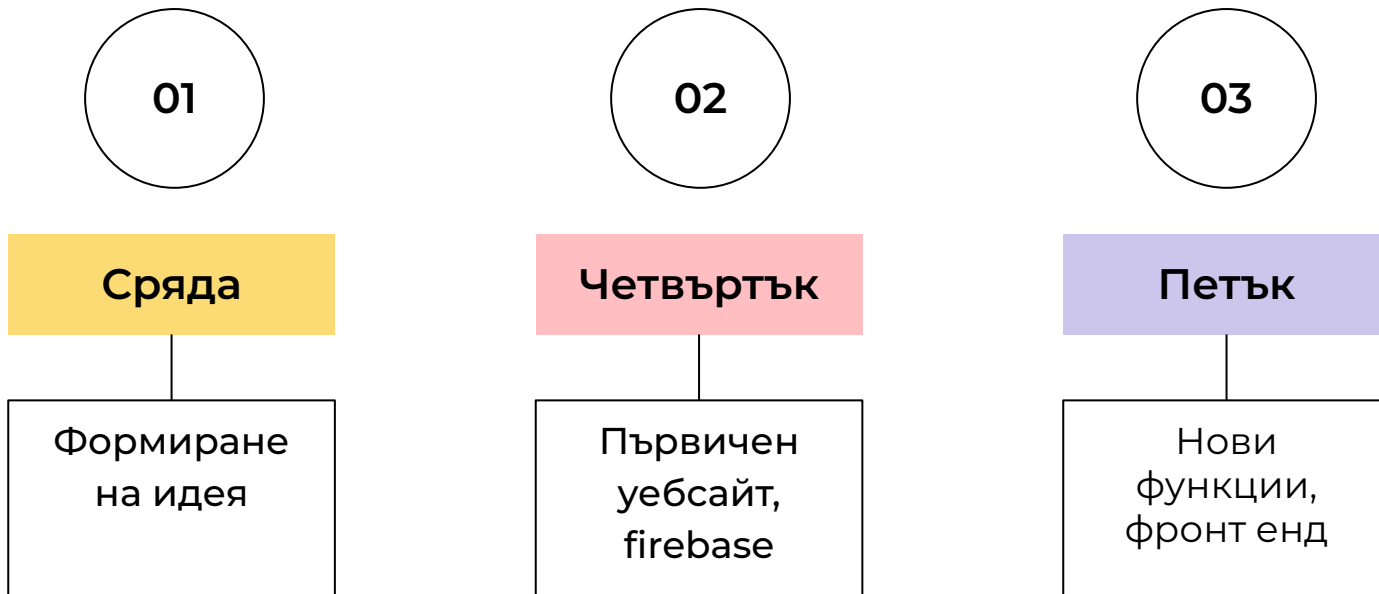 01
02
03
Сряда
Четвъртък
Петък
Формиране
на идея
Първичен
уебсайт,
firebase
Нови
функции,
фронт енд